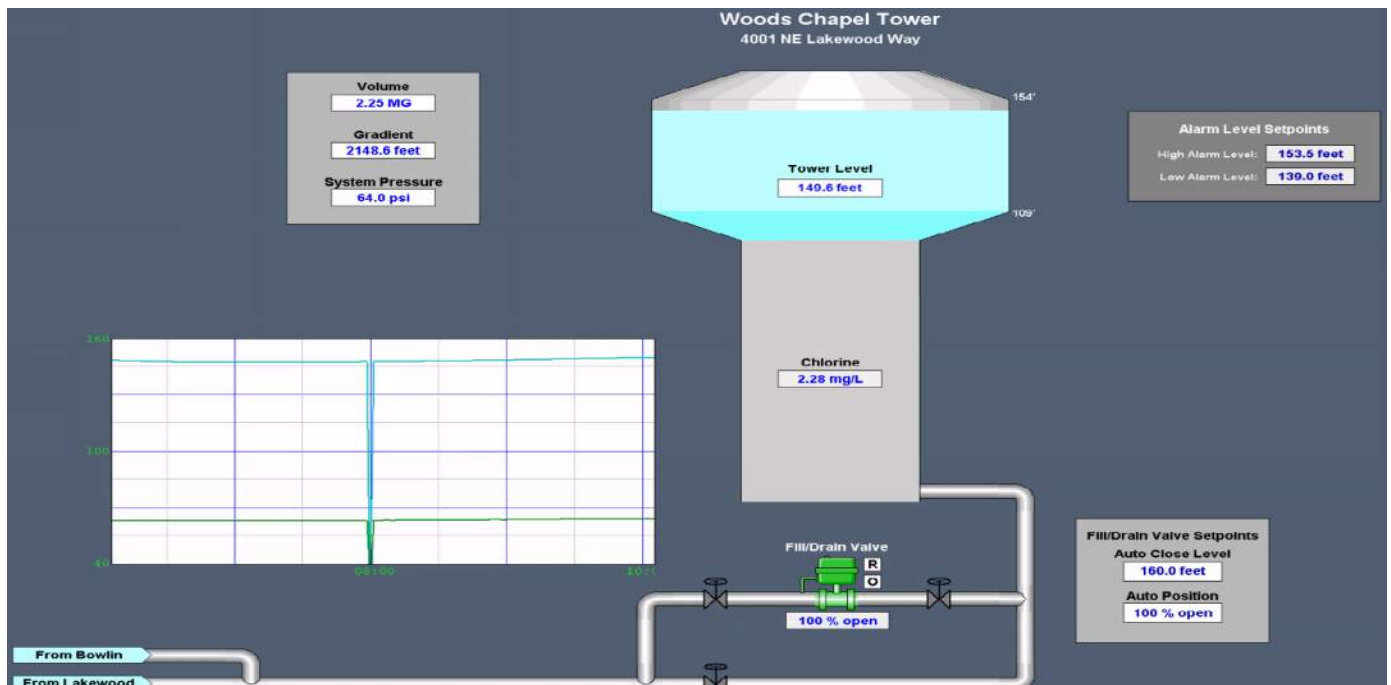 Woods Chapel Tower
4001 NE Lakewood Way
Volume
2.25 MG
Gradient
2148.6 feet
System Pressure
64.0 psi
154'
Tower Level
149.6 feet
109'
Alarm Level Setpoints
High Alarm Level: 153.5 feet
Low Alarm Level: 139.0 feet
160
100
40
08:00
Chlorine
2.28 mg/L
Fill/Drain Valve
R
O
100 % open
Fill/Drain Valve Setpoints
Auto Close Level
160.0 feet
Auto Position
100 % open
From Bowlin
From Lakewood